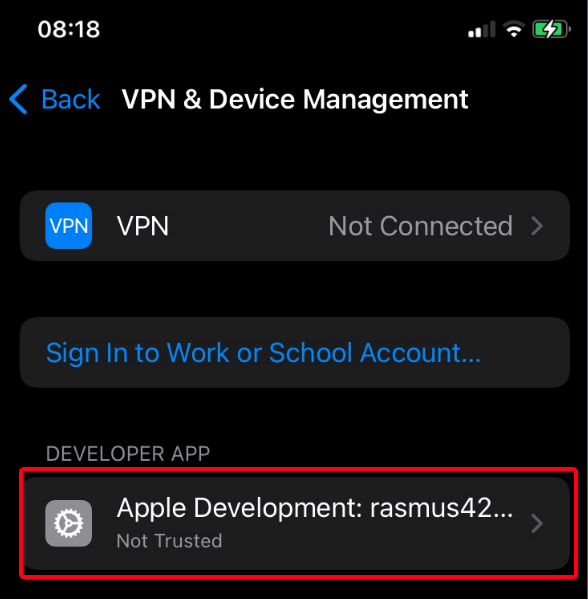 08:18
Back VPN & Device Management
VPN VPN Not Connected
Sign In to Work or School Account...
DEVELOPER APP
Apple Development: rasmus42...
Not Trusted